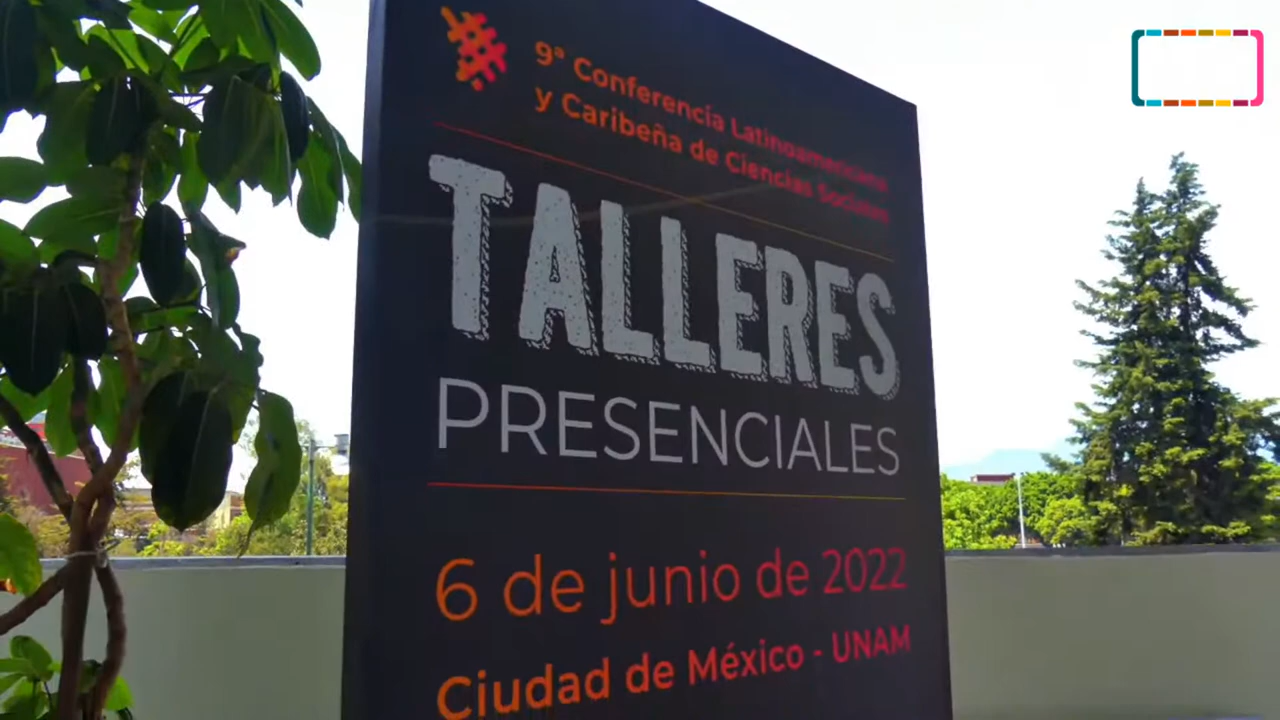 9ª Conferencia Latinoamericana
y Caribeña de Ciencias Sociales
TALLERES
PRESENCIALES
6 de junio de 2022
Ciudad de México - UNAM